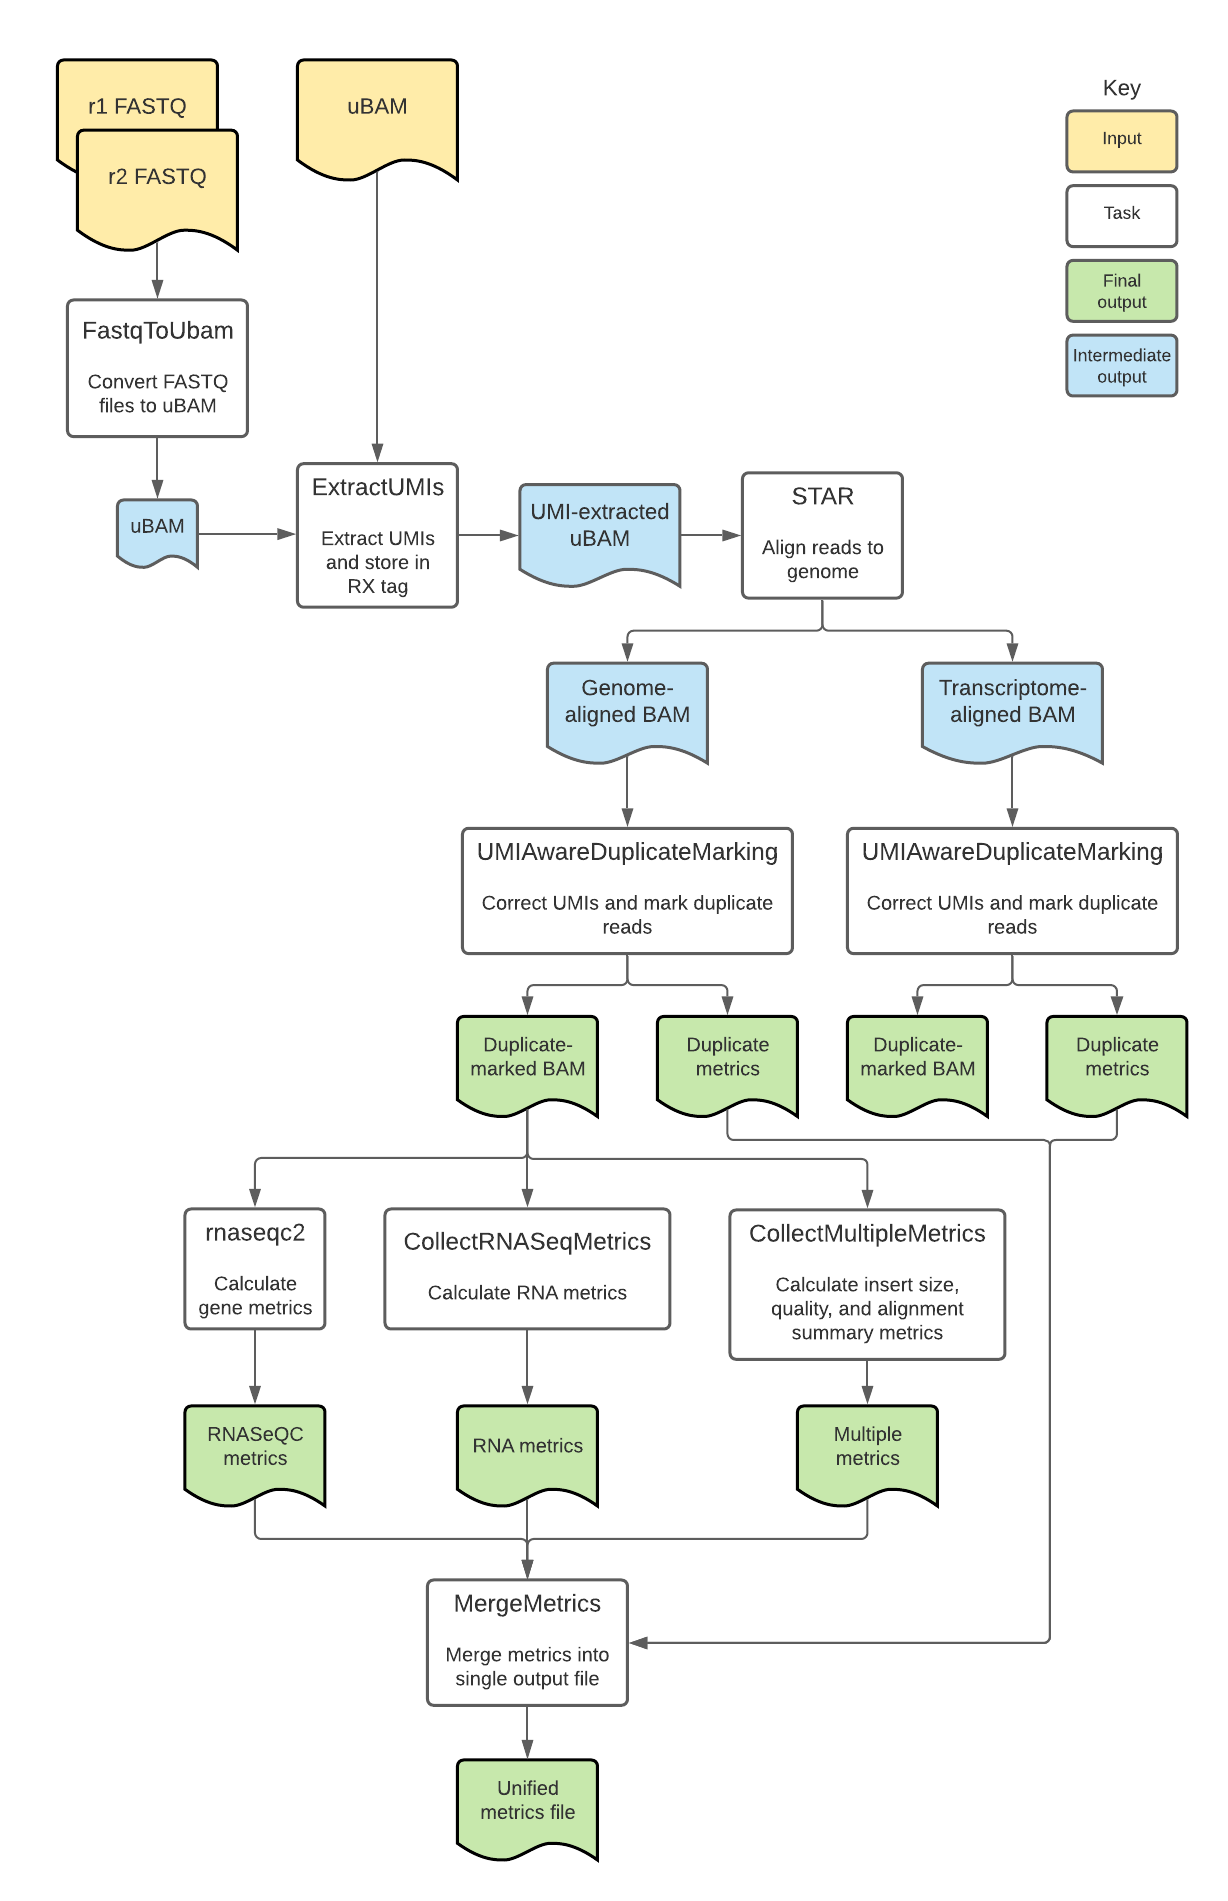 r1 FASTQ
r2 FASTQ
uBAM
Key
Input
Task
Final
output
Intermediate
output
FastqToUbam
Convert FASTQ
files to uBAM
uBAM
ExtractUMIs
Extract UMIs
and store in
RX tag
UMI-extracted
uBAM
STAR
Align reads to
genome
Genome-
aligned BAM
Transcriptome-
aligned BAM
UMIAwareDuplicateMarking
Correct UMIs and mark duplicate
reads
UMIAwareDuplicateMarking
Correct UMIs and mark duplicate
reads
Duplicate-
marked BAM
Duplicate
metrics
Duplicate-
marked BAM
Duplicate
metrics
rnaseqc2
Calculate
gene metrics
CollectRNASeqMetrics
Calculate RNA metrics
CollectMultipleMetrics
Calculate insert size,
quality, and alignment
summary metrics
RNASeQC
metrics
RNA metrics
Multiple
metrics
MergeMetrics
Merge metrics into
single output file
Unified
metrics file